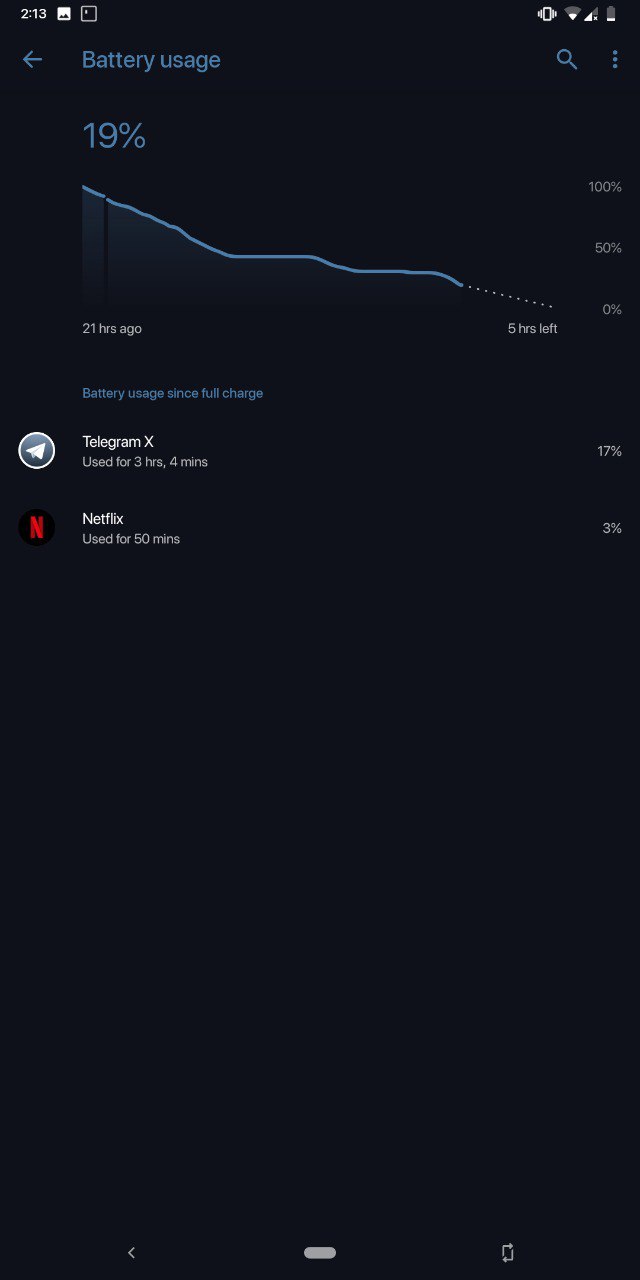 2:13
Battery usage
19%
100%
50%
0%
21 hrs ago
5 hrs left
Battery usage since full charge
Telegram X
Used for 3 hrs, 4 mins
17%
N
Netflix
Used for 50 mins
3%